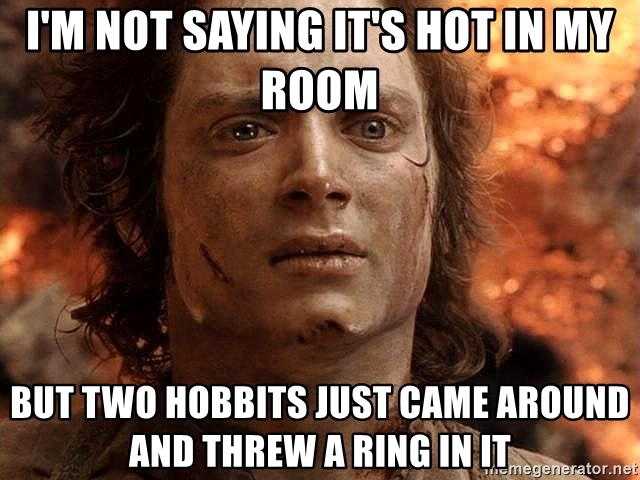 I'M NOT SAYING IT'S HOT IN MY
ROOM
BUT TWO HOBBITS JUST CAME AROUND
AND THREW A RING IN IT
memegenerator.net